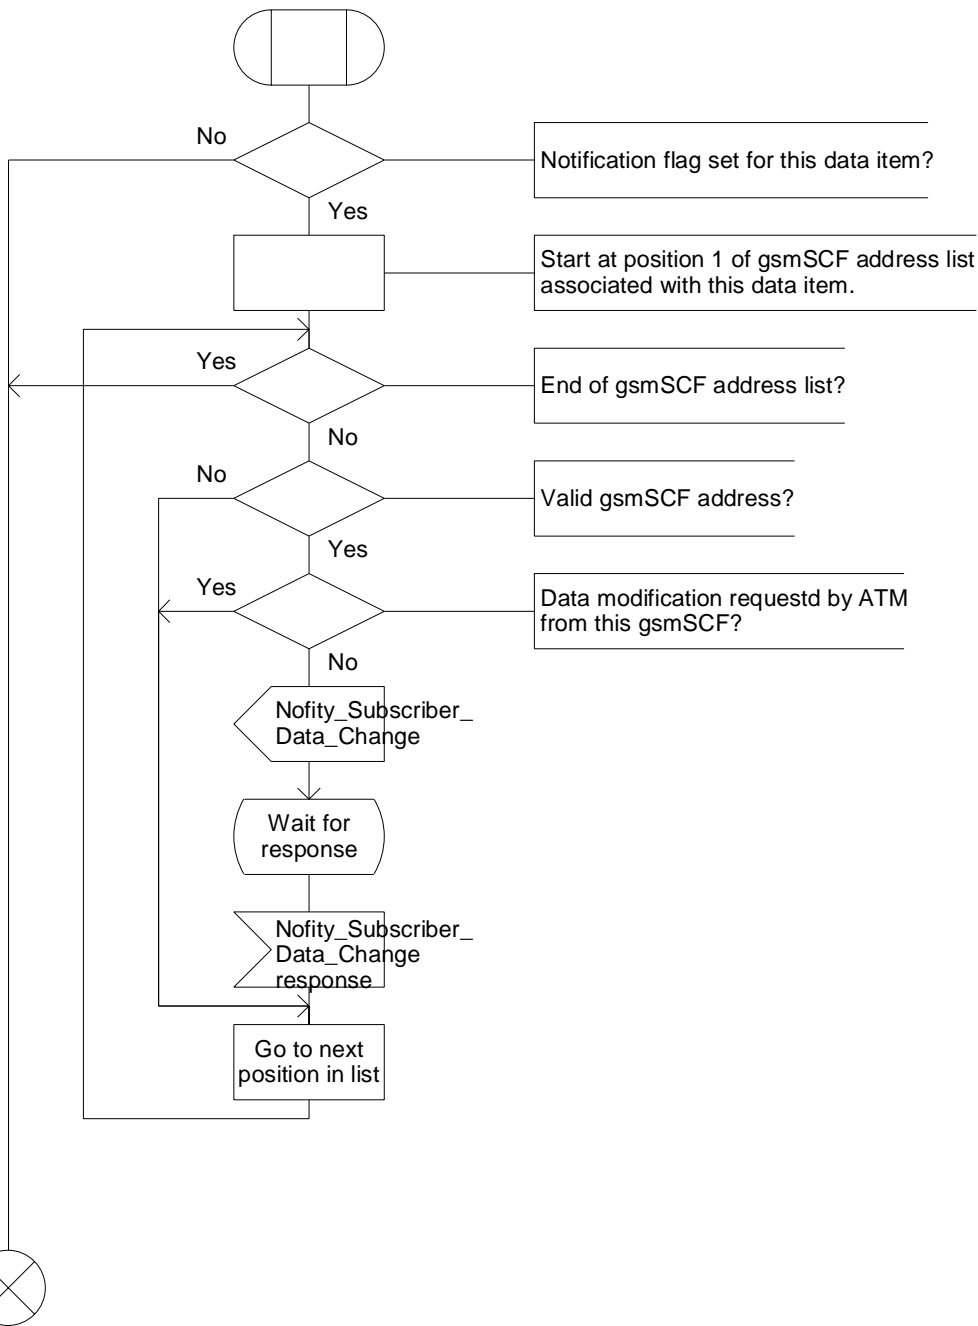 No
Notification flag set for this data item?
Yes
Start at position 1 of gsmSCF address list
associated with this data item.
Yes
End of gsmSCF address list?
No
No
Valid gsmSCF address?
Yes
Yes
Data modification requestd by ATM
from this gsmSCF?
No
Nofity_Subscriber_
Data_Change
Wait for
response
Nofity_Subscriber_
Data_Change
response
Go to next
position in list